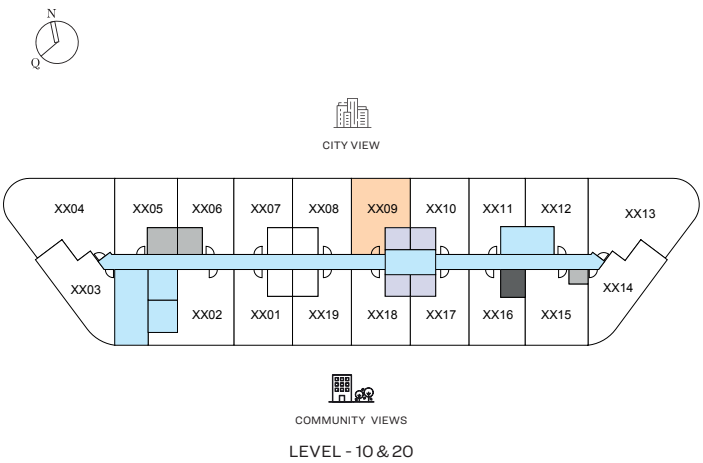 N
Q
CITY VIEW
XX04 XX05 XX06 XX07 XX08 XX09 XX10 XX11 XX12 XX13
XX03 XX14
XX02 XX01 XX19 XX18 XX17 XX16 XX15
COMMUNITY VIEWS
LEVEL - 10 & 20